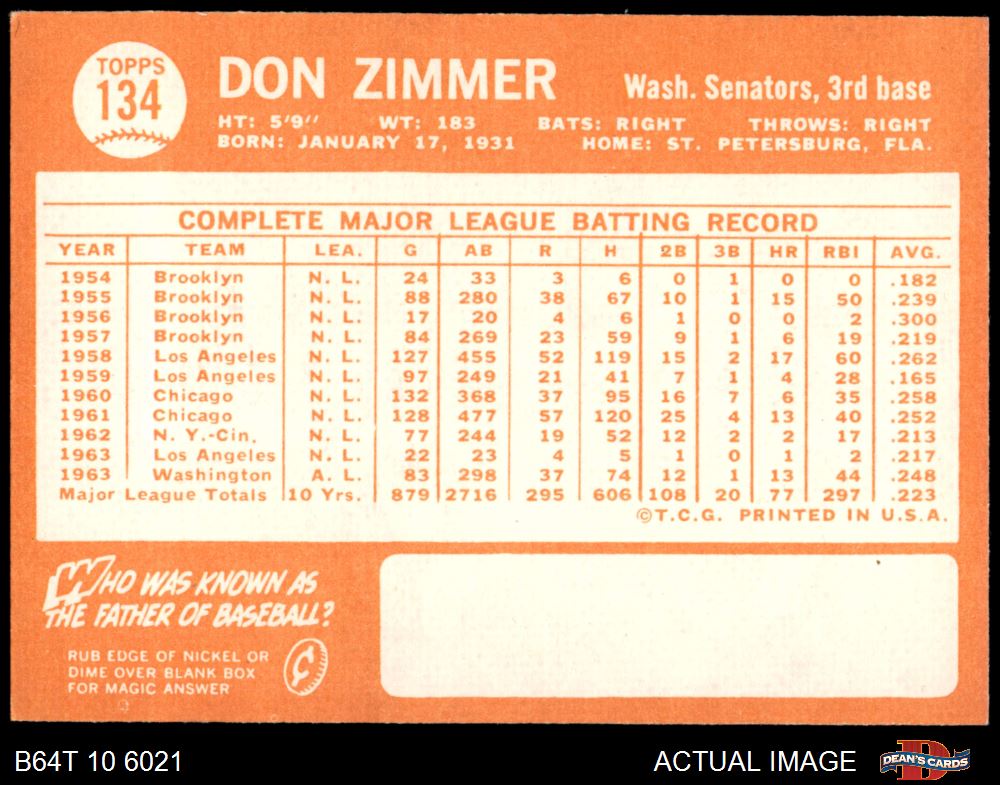 TOPPS
134
DON ZIMMER Wash. Senators, 3rd base
HT: 5'9" WT: 183 BATS: RIGHT THROWS: RIGHT
BORN: JANUARY 17, 1931 HOME: ST. PETERSBURG, FLA.
COMPLETE MAJOR LEAGUE BATTING RECORD
YEAR TEAM LEA. G AB R H 2B 3B HR RBI AVG.
1954 Brooklyn N. L. 24 33 3 6 0 1 0 0 .182
1955 Brooklyn N. L. 88 280 38 67 10 1 15 50 .239
1956 Brooklyn N. L. 17 20 4 6 1 0 0 2 .300
1957 Brooklyn N. L. 84 269 23 59 9 1 6 19 .219
1958 Los Angeles N. L. 127 455 52 119 15 2 17 60 .262
1959 Los Angeles N. L. 97 249 21 41 7 1 4 28 .165
1960 Chicago N. L. 132 368 37 95 16 7 6 35 .258
1961 Chicago N. L. 128 477 57 120 25 4 13 40 .252
1962 N. Y.-Cin. N. L. 77 244 19 52 12 2 2 17 .213
1963 Los Angeles N. L. 22 23 4 5 1 0 1 2 .217
1963 Washington A. L. 83 298 37 74 12 1 13 44 .248
Major League Totals 10 Yrs. 879 2716 295 606 108 20 77 297 .223
©T.C.G. PRINTED IN U.S.A.
WHO WAS KNOWN AS
THE FATHER OF BASEBALL?
RUB EDGE OF NICKEL OR
DIME OVER BLANK BOX
FOR MAGIC ANSWER
¢
B64T 10 6021 ACTUAL IMAGE DEAN'S CARDS